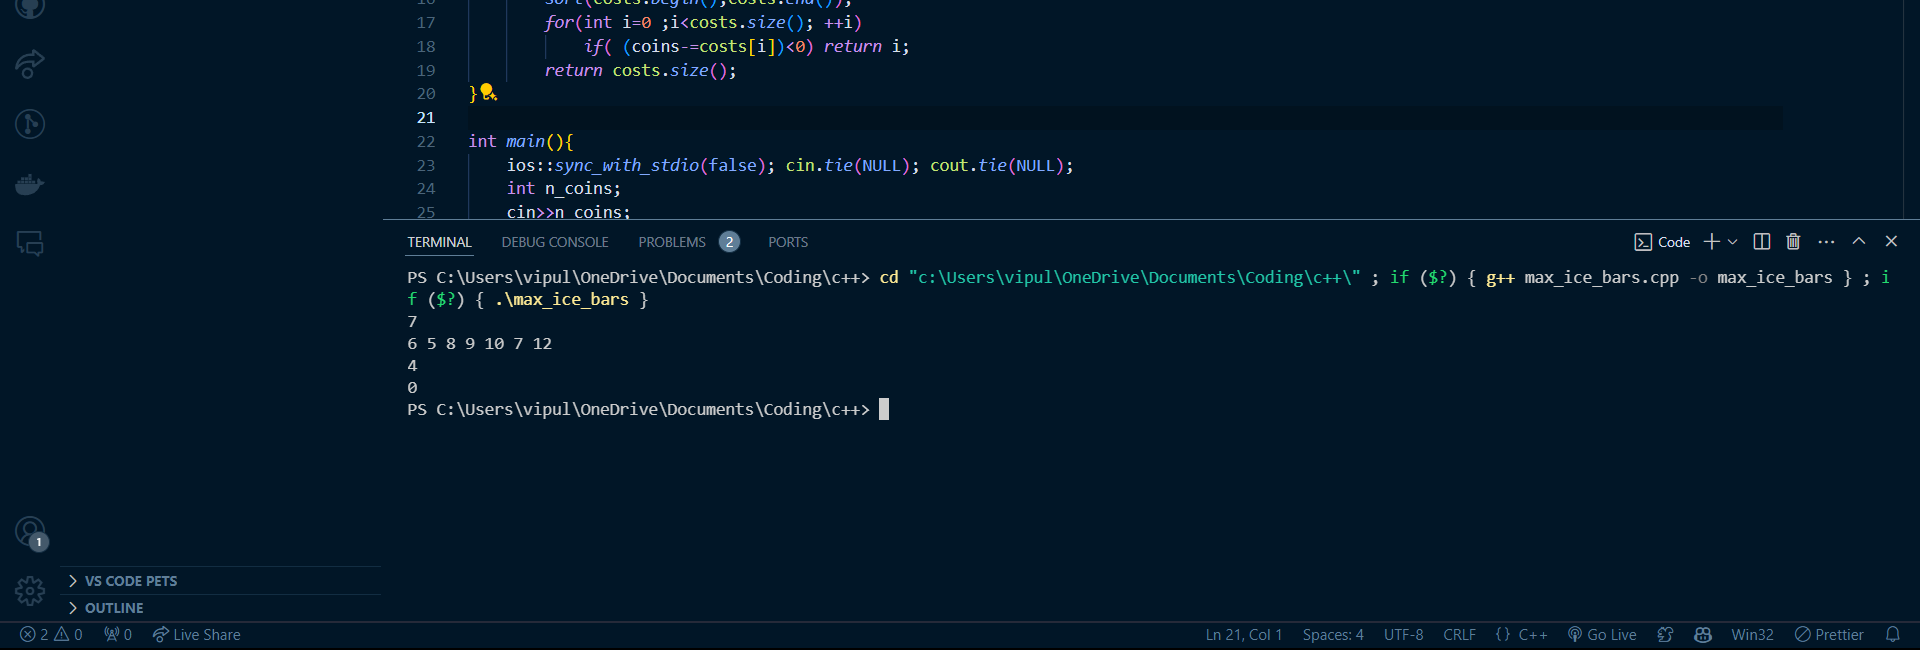 16 sort(costs.begin(),costs.end());
17 for(int i=0 ;i<costs.size(); ++i)
18 if( (coins-=costs[i])<0) return i;
19 return costs.size();
20 }
21
22 int main(){
23 ios::sync_with_stdio(false); cin.tie(NULL); cout.tie(NULL);
24 int n_coins;
25 cin>>n_coins;
TERMINAL DEBUG CONSOLE PROBLEMS 2 PORTS Code
PS C:\Users\vipul\OneDrive\Documents\Coding\c++> cd "c:\Users\vipul\OneDrive\Documents\Coding\c++\" ; if ($?) { g++ max_ice_bars.cpp -o max_ice_bars } ; i
f ($?) { .\max_ice_bars }
7
6 5 8 9 10 7 12
4
0
PS C:\Users\vipul\OneDrive\Documents\Coding\c++>
1
VS CODE PETS
OUTLINE
2 0 0 Live Share Ln 21, Col 1 Spaces: 4 UTF-8 CRLF {} C++ Go Live Win32 Prettier